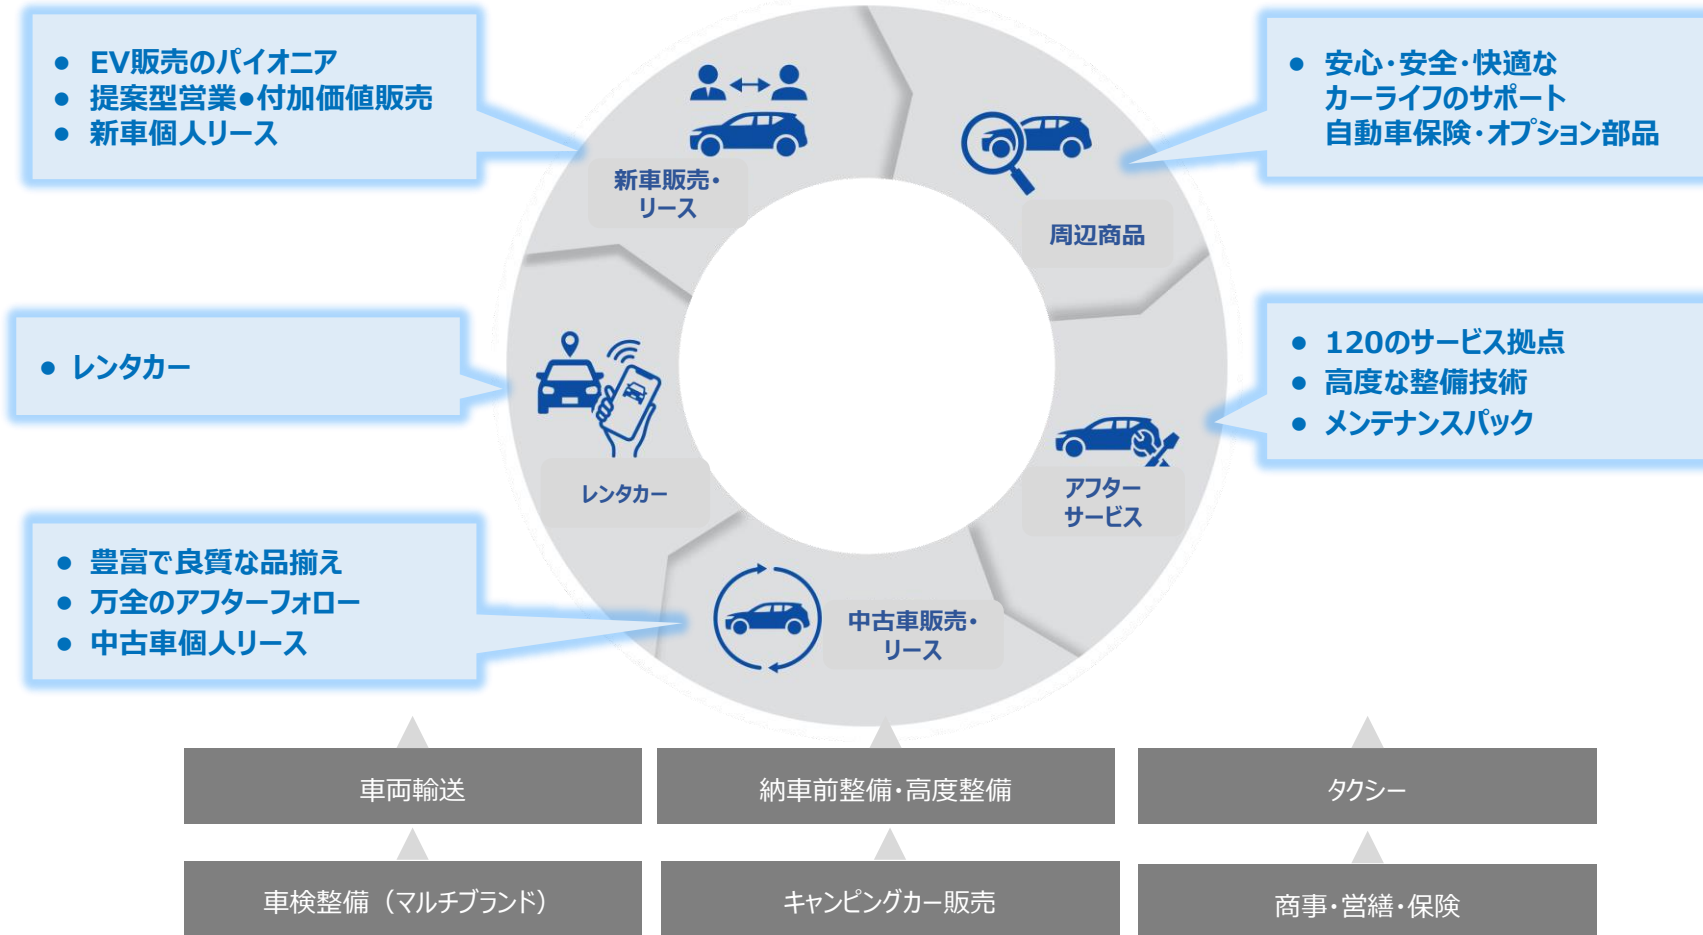 ● EV販売のパイオニア
● 提案型営業●付加価値販売
● 新車個人リース
● 安心・安全・快適な
カーライフのサポート
自動車保険・オプション部品
新車販売・
リース
周辺商品
● レンタカー
● 120のサービス拠点
● 高度な整備技術
● メンテナンスパック
レンタカー
アフター
サービス
● 豊富で良質な品揃え
● 万全のアフターフォロー
● 中古車個人リース
中古車販売・
リース
車両輸送
納車前整備・高度整備
タクシー
車検整備（マルチブランド）
キャンピングカー販売
商事・営繕・保険